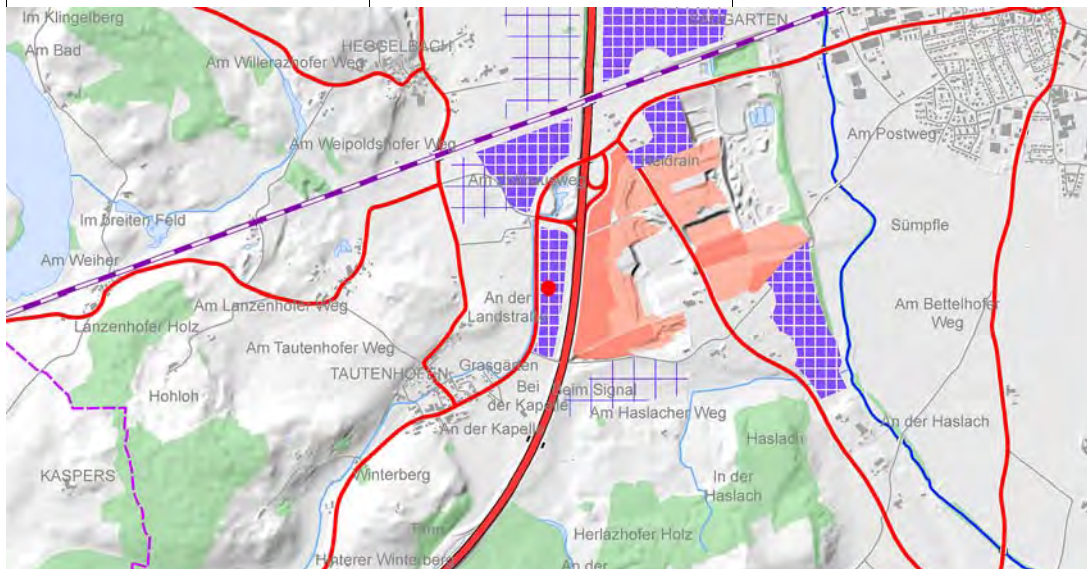 Im Klingelberg
Am Bad
HEGGELBACH
Am Willerazhofer Weg
Am Weipoldshofer Weg
Am Postweg
Im breiten Feld
Sümpfle
Am Weiher
An der
Landstraße
Am Lanzenhofer Weg
Am Bettelhofer
Weg
Lanzenhofer Holz
Am Tautenhofer Weg
Grasgärten
TAUTENHOFEN
Hohloh
Bei
der Kapelle
Beim Signal
Am Haslacher Weg
An der Kapelle
An der Haslach
Haslach
KASPERS
Winterberg
In der
Haslach
Herlazhofer Holz
Hinterer Winterberg
An der